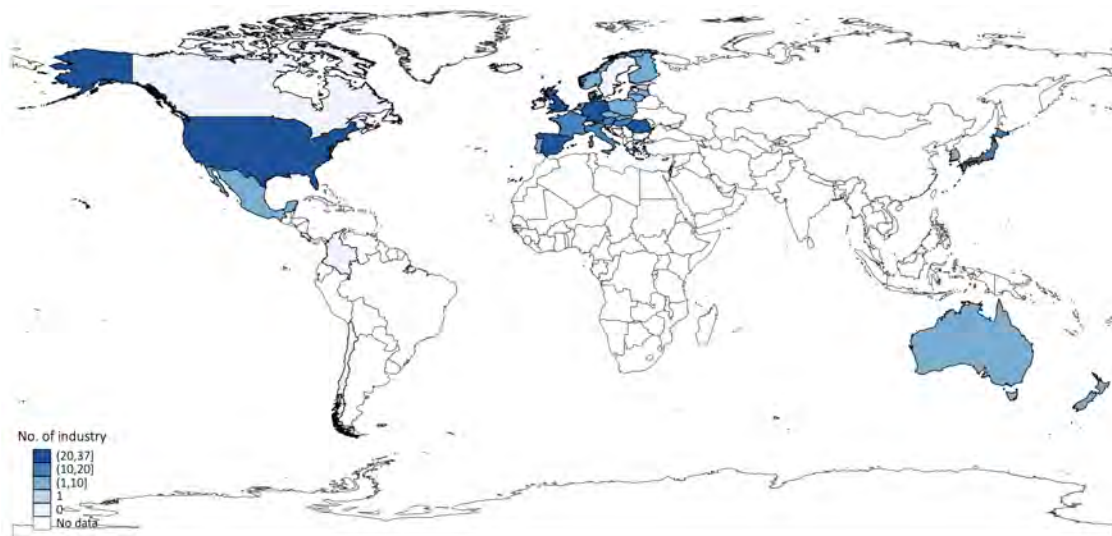 No. of industry
(20,37]
(10,20]
(1,10]
1
0
No data